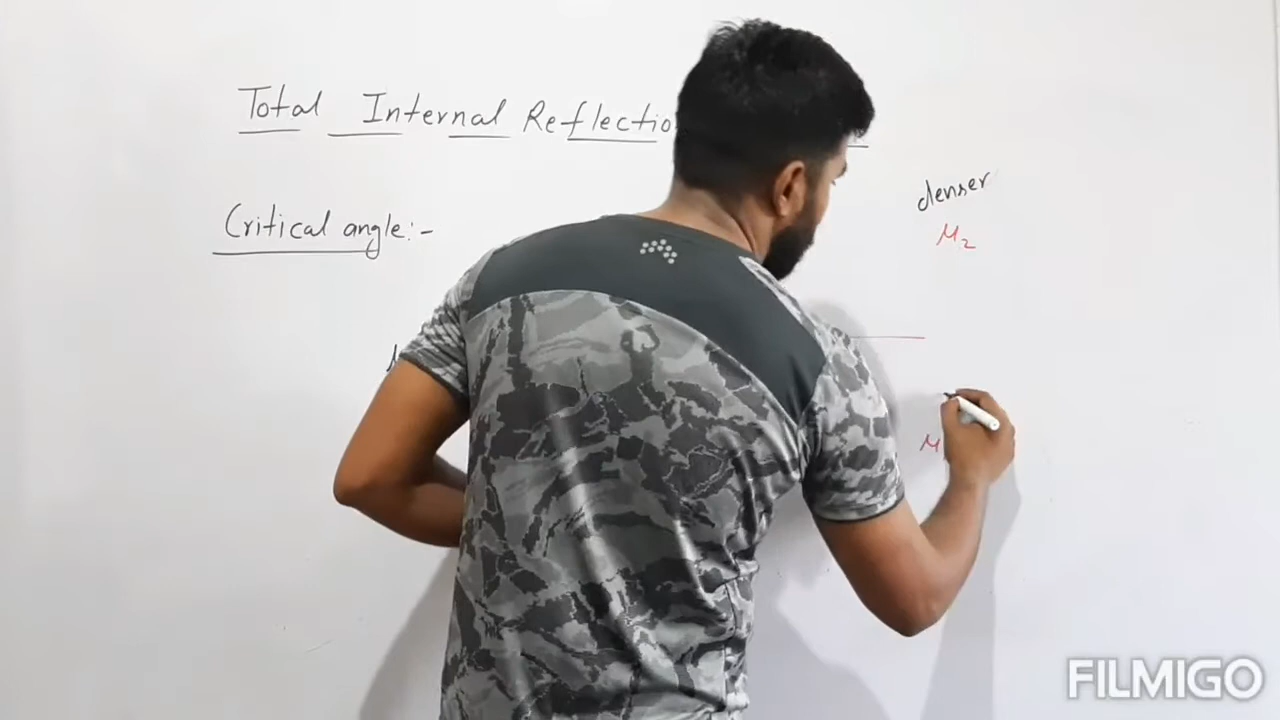 Total Internal Reflectio
denser
Critical angle:-
μ2
μ
FILMIGO